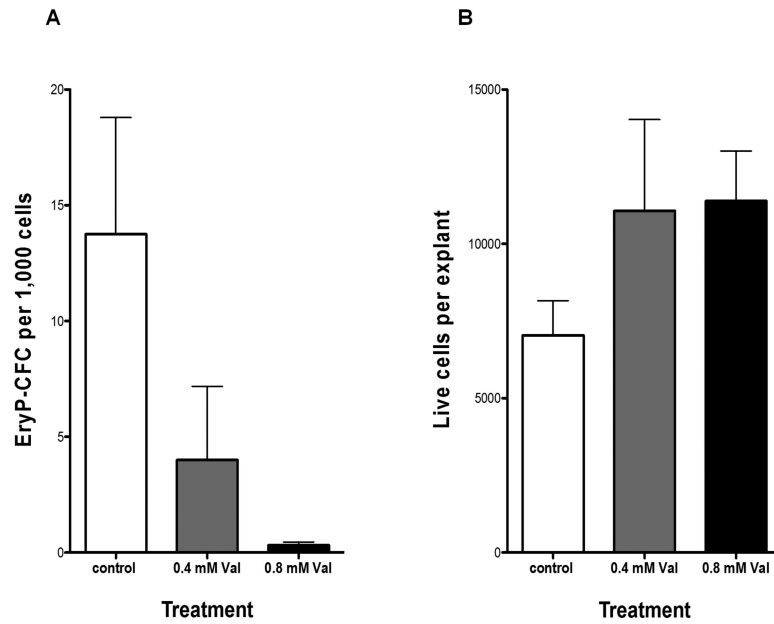 A
EryP-CFC per 1,000 cells
20
15
10
5
0
control 0.4 mM Val 0.8 mM Val
Treatment
B
Live cells per explant
15000
10000
5000
0
control 0.4 mM Val 0.8 mM Val
Treatment